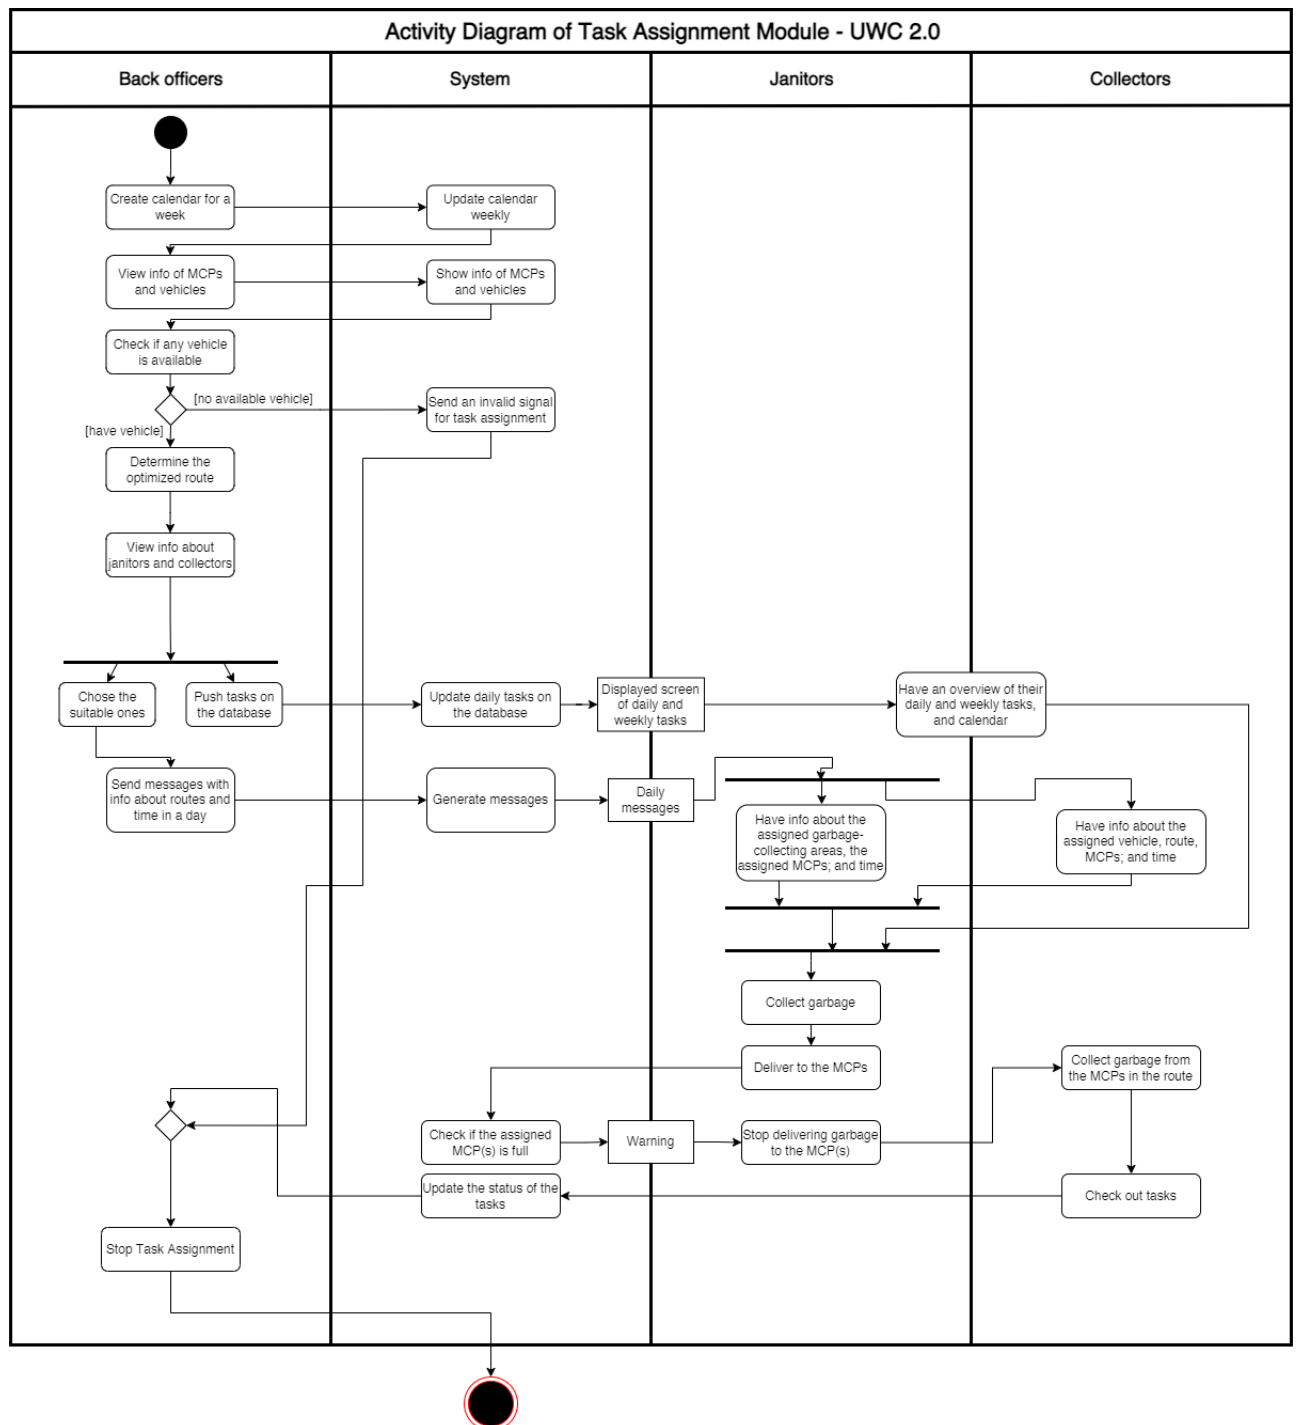 Activity Diagram of Task Assignment Module - UWC 2.0
Back officers
System
Janitors
Collectors
Create calendar for a
week
Update calendar
weekly
View info of MCPs
and vehicles
Show info of MCPs
and vehicles
Check if any vehicle
is available
[no available vehicle]
Send an invalid signal
for task assignment
[have vehicle]
Determine the
optimized route
View info about
janitors and collectors
Chose the
suitable ones
Push tasks on
the database
Update daily tasks on
the database
Displayed screen
of daily and
weekly tasks
Have an overview of their
daily and weekly tasks,
and calendar
Send messages with
info about routes and
time in a day
Generate messages
Daily
messages
Have info about the
assigned garbage-
collecting areas, the
assigned MCPs; and time
Have info about the
assigned vehicle, route,
MCPs; and time
Collect garbage
Deliver to the MCPs
Collect garbage from
the MCPs in the route
Check if the assigned
MCP(s) is full
Warning
Stop delivering garbage
to the MCP(s)
Update the status of the
tasks
Check out tasks
Stop Task Assignment